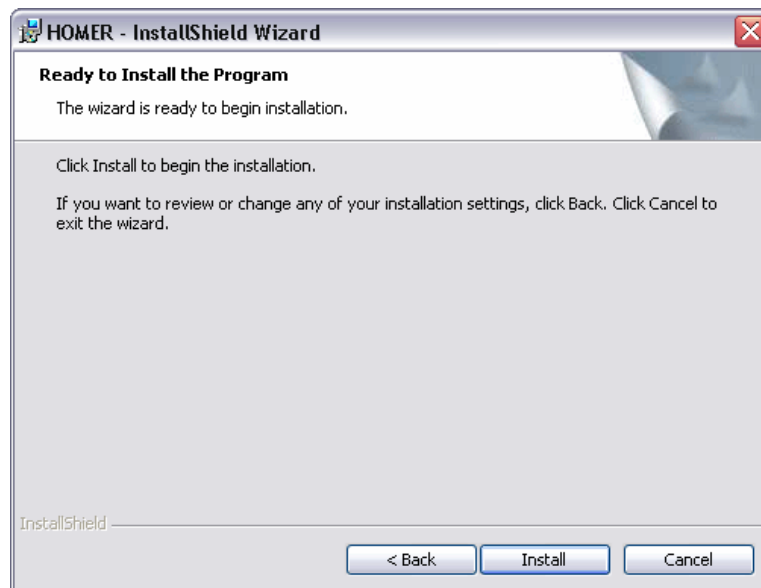 HOMER - InstallShield Wizard
Ready to Install the Program
The wizard is ready to begin installation.
Click Install to begin the installation.
If you want to review or change any of your installation settings, click Back. Click Cancel to
exit the wizard.
InstallShield
< Back
Install
Cancel